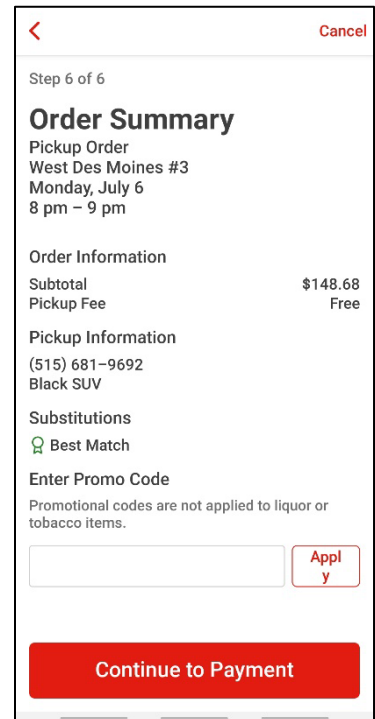 Cancel
Step 6 of 6
Order Summary
Pickup Order
West Des Moines #3
Monday, July 6
8 pm – 9 pm
Order Information
Subtotal $148.68
Pickup Fee Free
Pickup Information
(515) 681–9692
Black SUV
Substitutions
Best Match
Enter Promo Code
Promotional codes are not applied to liquor or
tobacco items.
Appl
y
Continue to Payment